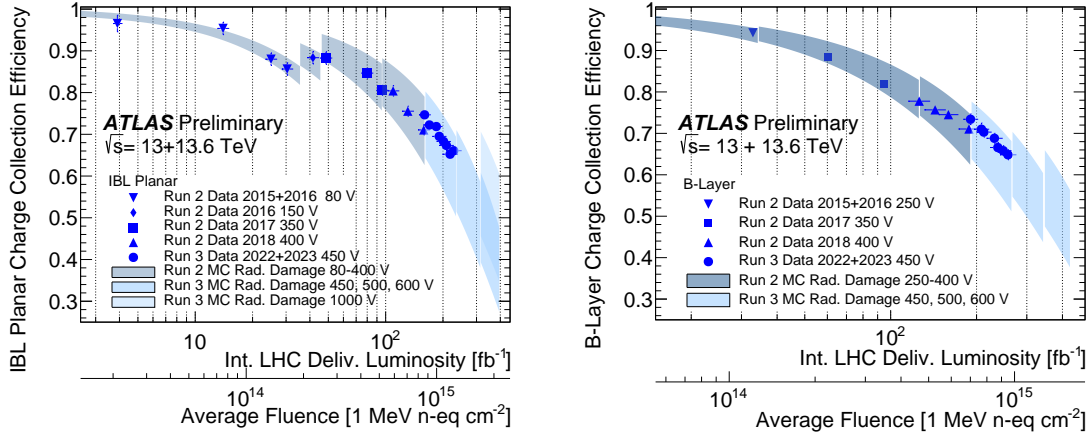 IBL Planar Charge Collection Efficiency
1
0.9
0.8
0.7
0.6
0.5
0.4
0.3
ATLAS Preliminary
√s= 13+13.6 TeV
IBL Planar
Run 2 Data 2015+2016 80 V
Run 2 Data 2016 150 V
Run 2 Data 2017 350 V
Run 2 Data 2018 400 V
Run 3 Data 2022+2023 450 V
Run 2 MC Rad. Damage 80-400 V
Run 3 MC Rad. Damage 450, 500, 600 V
Run 3 MC Rad. Damage 1000 V
10 10²
Int. LHC Deliv. Luminosity [fb⁻¹]
10¹⁴ 10¹⁵
Average Fluence [1 MeV n-eq cm⁻²]
B-Layer Charge Collection Efficiency
1
0.9
0.8
0.7
0.6
0.5
0.4
0.3
ATLAS Preliminary
√s= 13 + 13.6 TeV
B-Layer
Run 2 Data 2015+2016 250 V
Run 2 Data 2017 350 V
Run 2 Data 2018 400 V
Run 3 Data 2022+2023 450 V
Run 2 MC Rad. Damage 250-400 V
Run 3 MC Rad. Damage 450, 500, 600 V
10²
Int. LHC Deliv. Luminosity [fb⁻¹]
10¹⁴ 10¹⁵
Average Fluence [1 MeV n-eq cm⁻²]